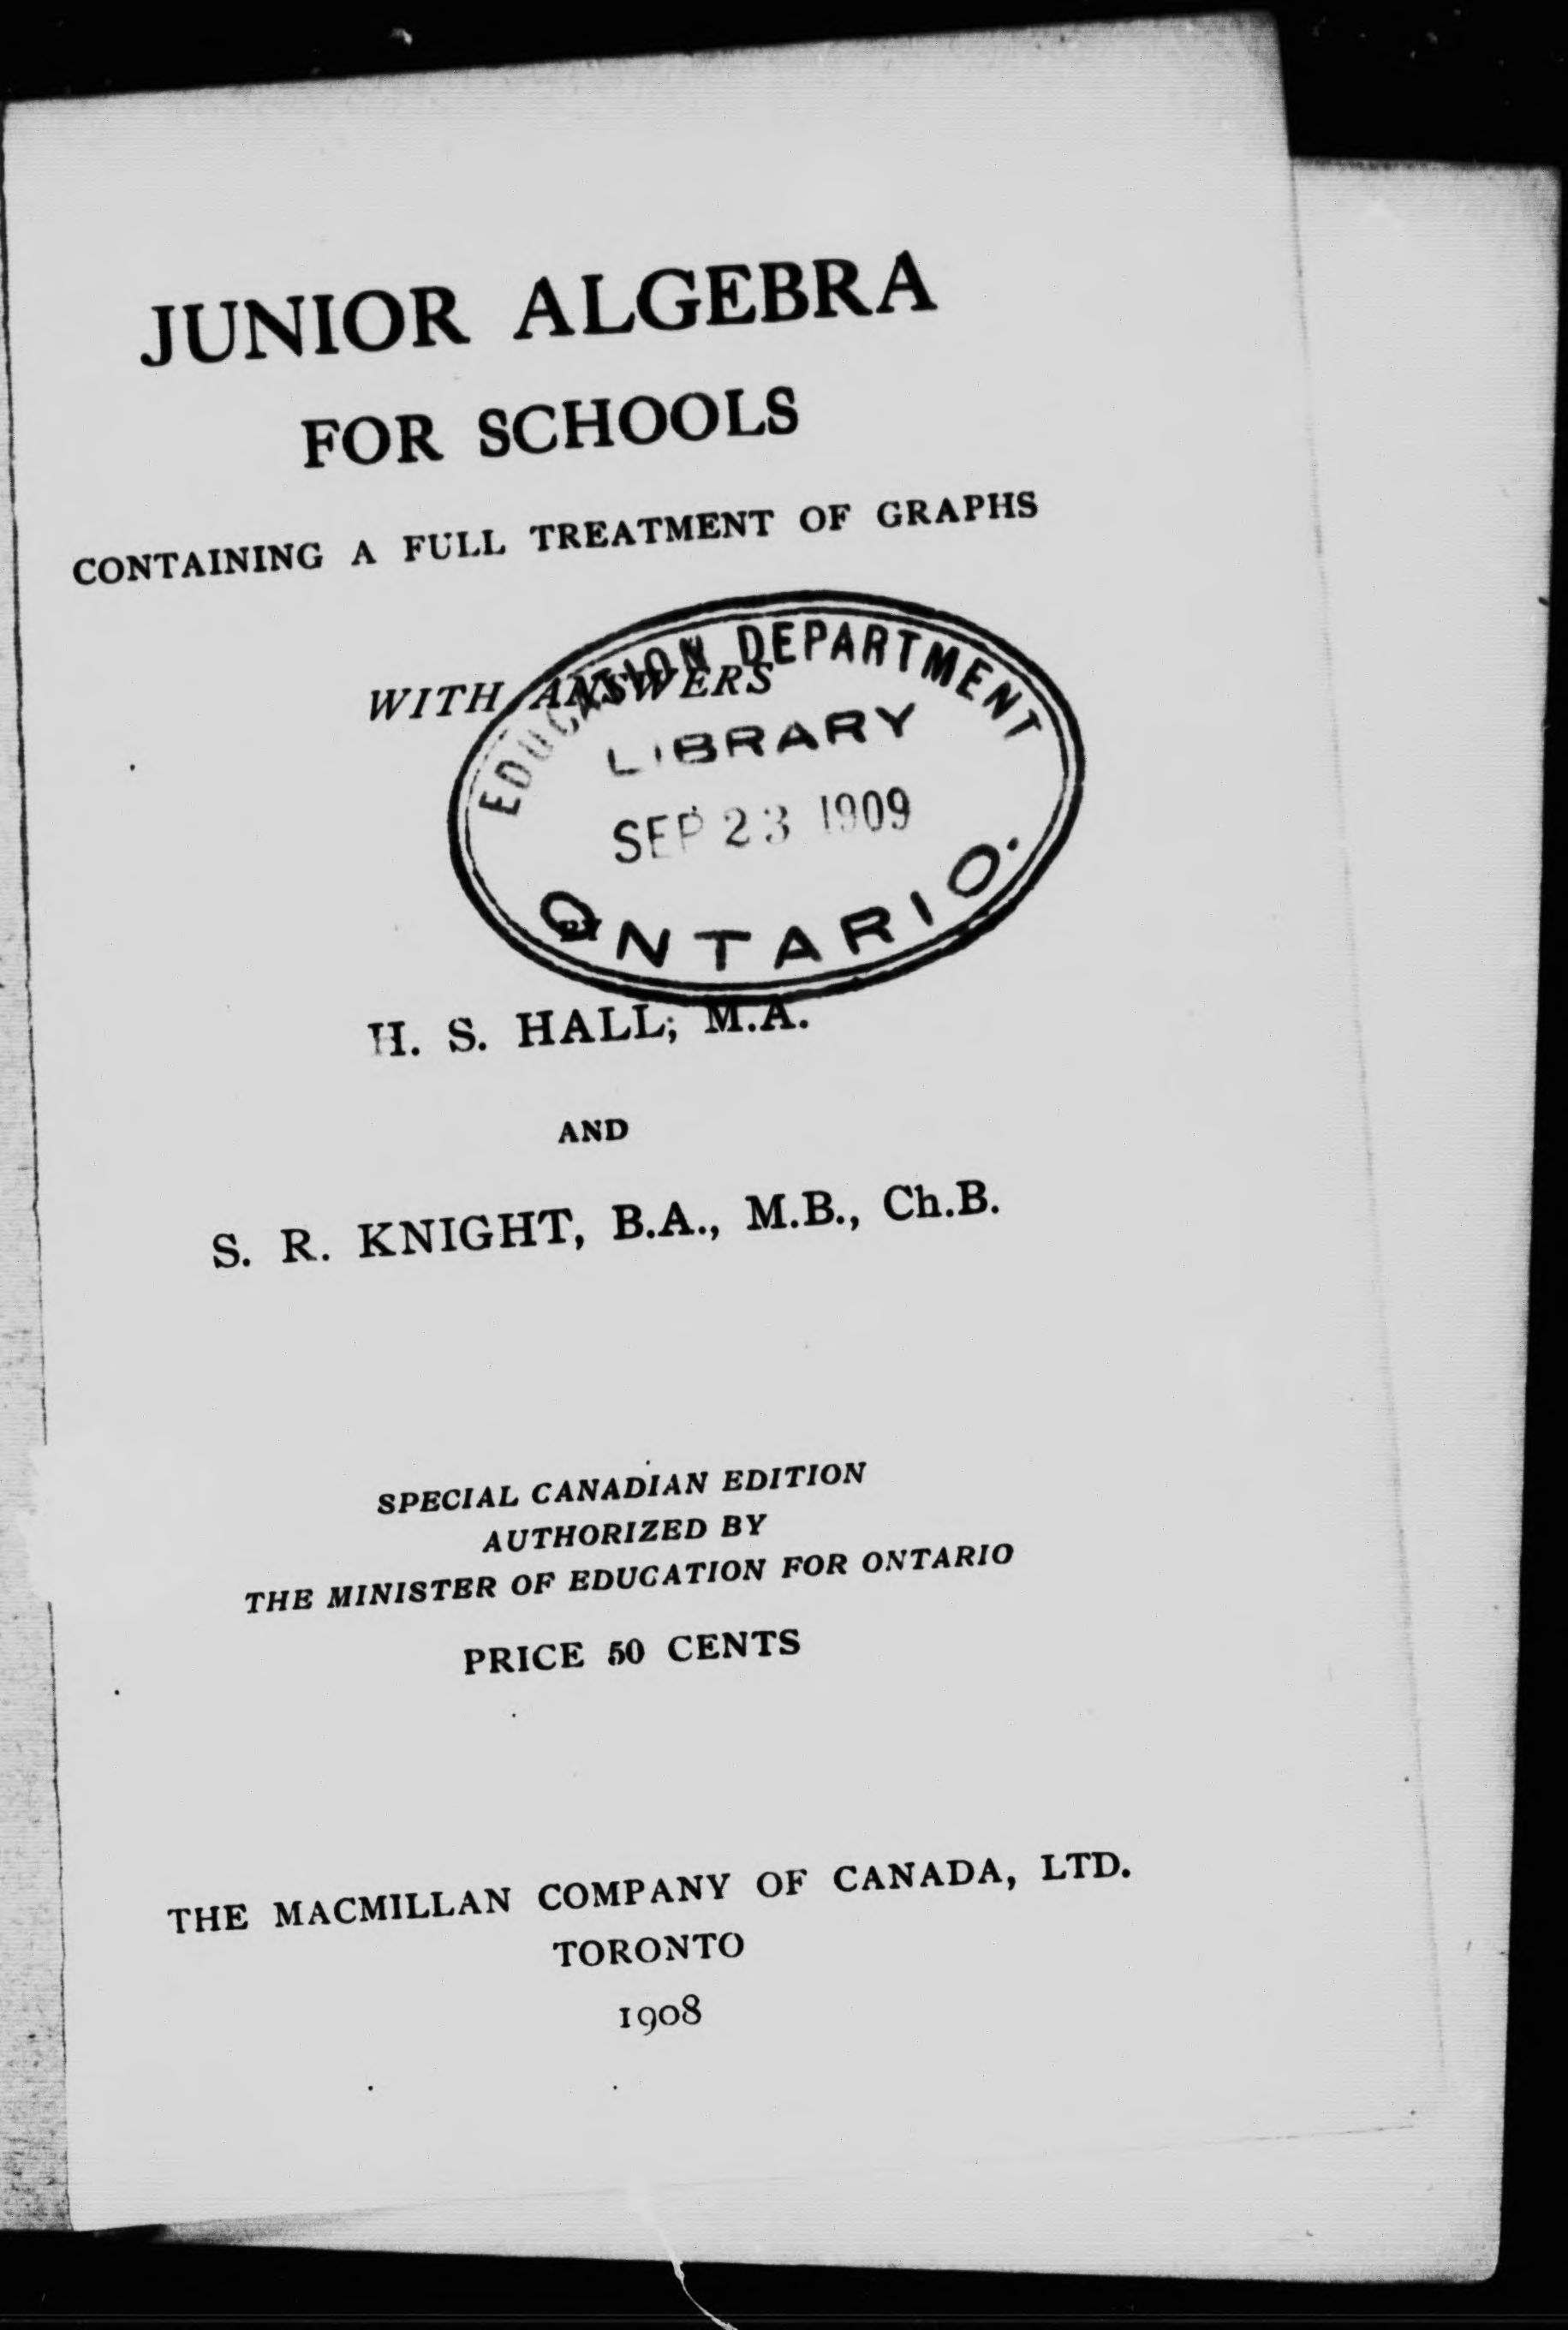 JUNIOR ALGEBRA
FOR SCHOOLS
CONTAINING A FULL TREATMENT OF GRAPHS
WITH ANSWERS
EDUCATION DEPARTMENT
LIBRARY
SEP 23 1909
ONTARIO.
BY
H. S. HALL, M.A.
AND
S. R. KNIGHT, B.A., M.B., Ch.B.
SPECIAL CANADIAN EDITION
AUTHORIZED BY
THE MINISTER OF EDUCATION FOR ONTARIO
PRICE 50 CENTS
THE MACMILLAN COMPANY OF CANADA, LTD.
TORONTO
1908